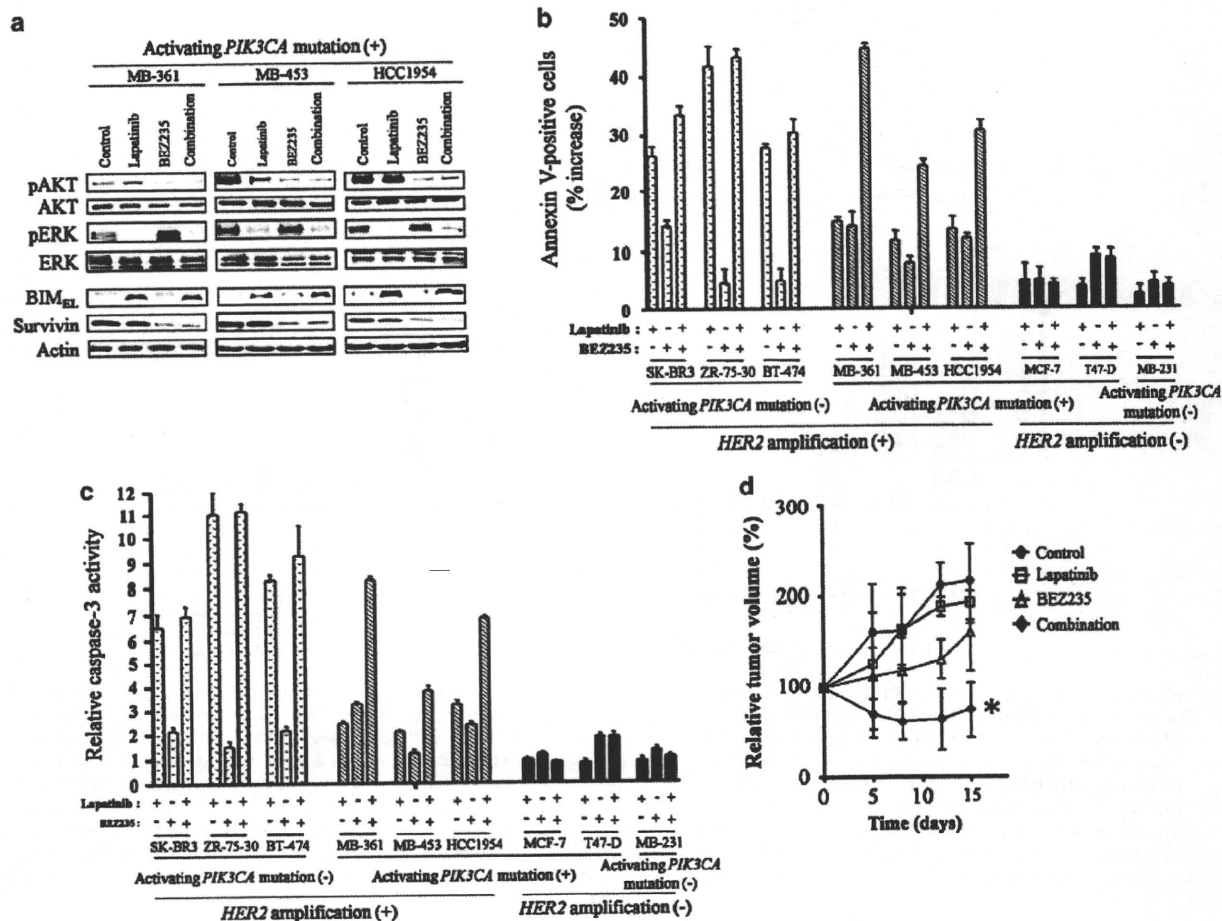 a
Activating PIK3CA mutation (+)
MB-361 MB-453 HCC1954
Control Lapatinib BEZ235 Combination Control Lapatinib BEZ235 Combination Control Lapatinib BEZ235 Combination
pAKT
AKT
pERK
ERK
BIMEL
Survivin
Actin
b
Annexin V-positive cells
(% increase)
50
40
30
20
10
0
Lapatinib : + - + + - + + - + + - + + - + + - + + - + + - + + - +
BEZ235 : - + + - + + - + + - + + - + + - + + - + + - + + - + +
SK-BR3 ZR-75-30 BT-474 MB-361 MB-453 HCC1954 MCF-7 T47-D MB-231
Activating PIK3CA mutation (-) Activating PIK3CA mutation (+) Activating PIK3CA
mutation (-)
HER2 amplification (+) HER2 amplification (-)
c
Relative caspase-3 activity
12
11
10
9
8
7
6
5
4
3
2
1
0
Lapatinib : + - + + - + + - + + - + + - + + - + + - + + - + + - +
BEZ235 : - + + - + + - + + - + + - + + - + + - + + - + + - + +
SK-BR3 ZR-75-30 BT-474 MB-361 MB-453 HCC1954 MCF-7 T47-D MB-231
Activating PIK3CA mutation (-) Activating PIK3CA mutation (+) Activating PIK3CA
mutation (-)
HER2 amplification (+) HER2 amplification (-)
d
Relative tumor volume (%)
300
200
100
0
0 5 10 15
Time (days)
Control
Lapatinib
BEZ235
Combination
*